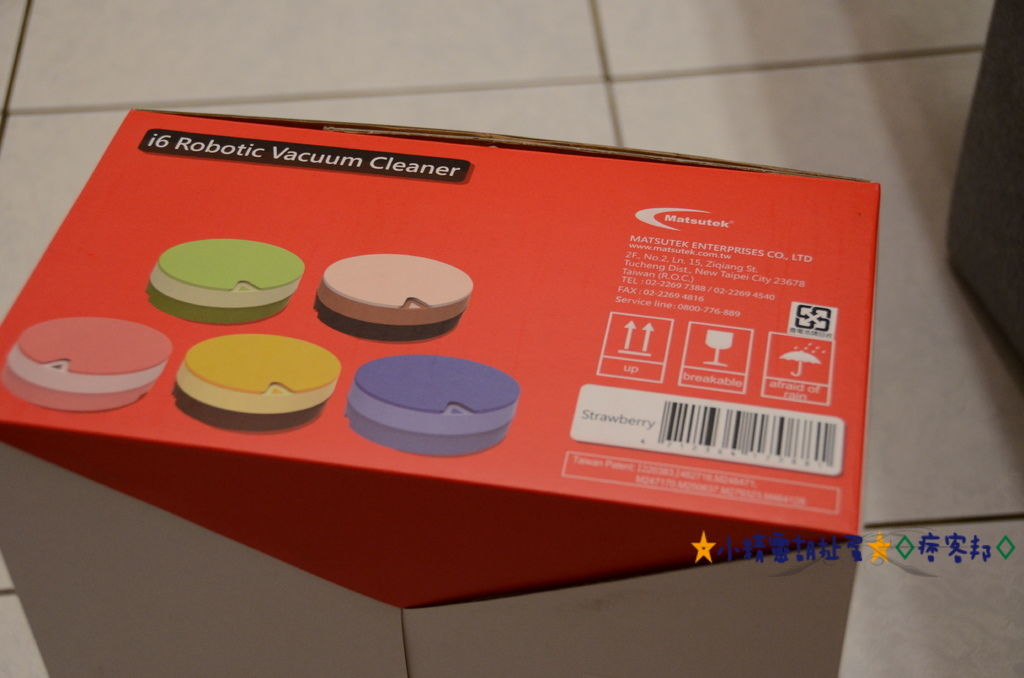 i6 Robotic Vacuum Cleaner
Matsutek
MATSUTEK ENTERPRISES CO., LTD
www.matsutek.com.tw
2F, No.2, Ln. 15, Ziqiang St.
Tucheng Dist., New Taipei City 23678
Taiwan (R.O.C.)
TEL : 02-2269 7388 / 02-2269 4540
FAX : 02-2269 4816
Service line: 0800-776-889
up
breakable
afraid of
rain
Strawberry
Taiwan Patent:
小精靈胡扯蛋 痞客邦